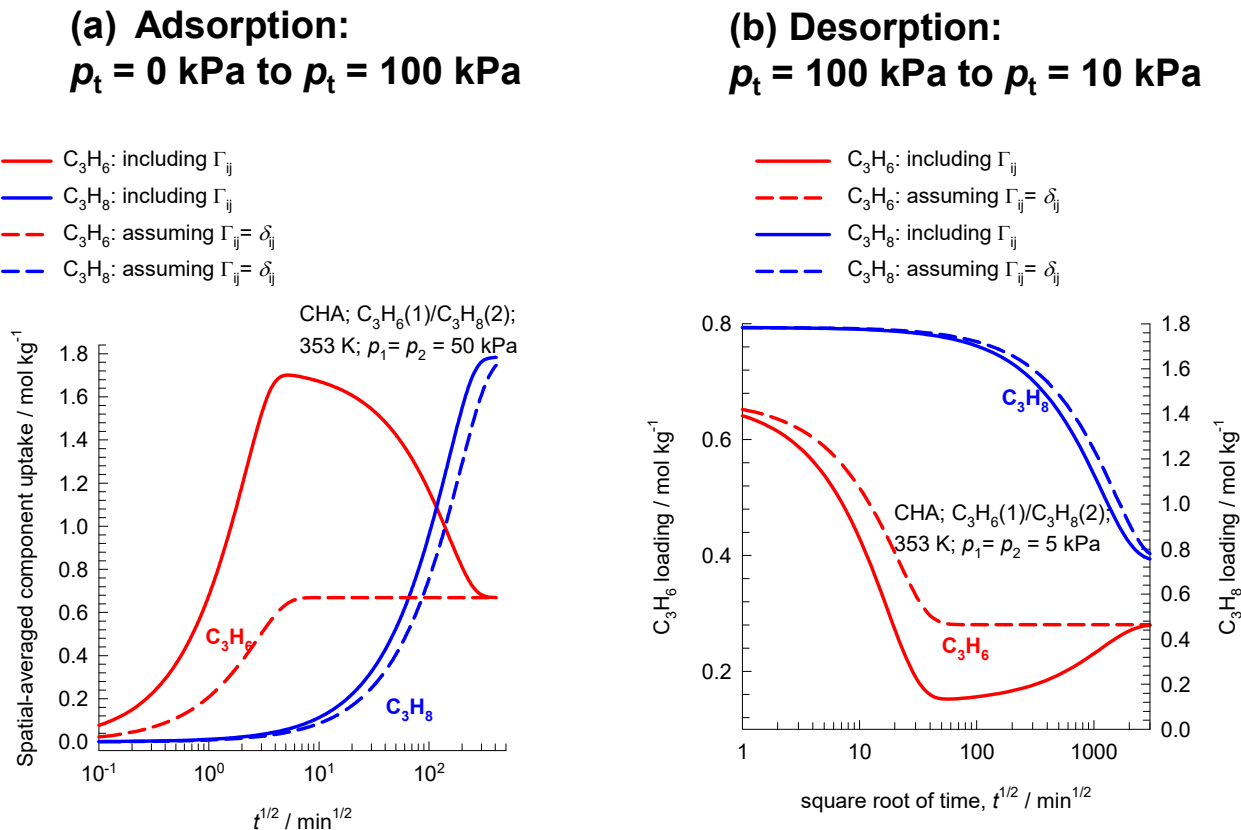 (a) Adsorption:
pt = 0 kPa to pt = 100 kPa
C3H6: including Γij
C3H8: including Γij
C3H6: assuming Γij= δij
C3H8: assuming Γij= δij
CHA; C3H6(1)/C3H8(2);
353 K; p1= p2 = 50 kPa
Spatial-averaged component uptake / mol kg-1
1.8
1.6
1.4
1.2
1.0
0.8
0.6
0.4
0.2
0.0
C3H6
C3H8
10-1 100 101 102
t1/2 / min1/2
(b) Desorption:
pt = 100 kPa to pt = 10 kPa
C3H6: including Γij
C3H6: assuming Γij= δij
C3H8: including Γij
C3H8: assuming Γij= δij
C3H6 loading / mol kg-1
0.8
0.6
0.4
0.2
C3H8
CHA; C3H6(1)/C3H8(2);
353 K; p1= p2 = 5 kPa
C3H6
1.8
1.6
1.4
1.2
1.0
0.8
0.6
0.4
0.2
0.0
C3H8 loading / mol kg-1
1 10 100 1000
square root of time, t1/2 / min1/2